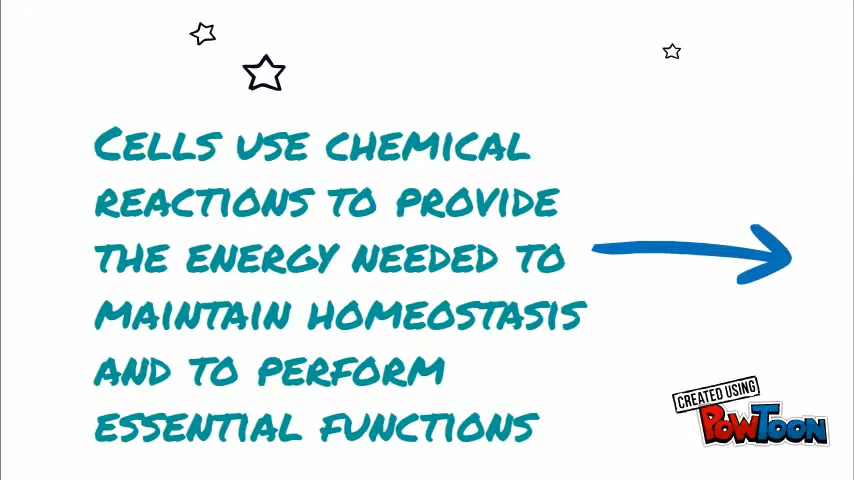 Cells use chemical
reactions to provide
the energy needed to
maintain homeostasis
and to perform
essential functions
CREATED USING
PowToon